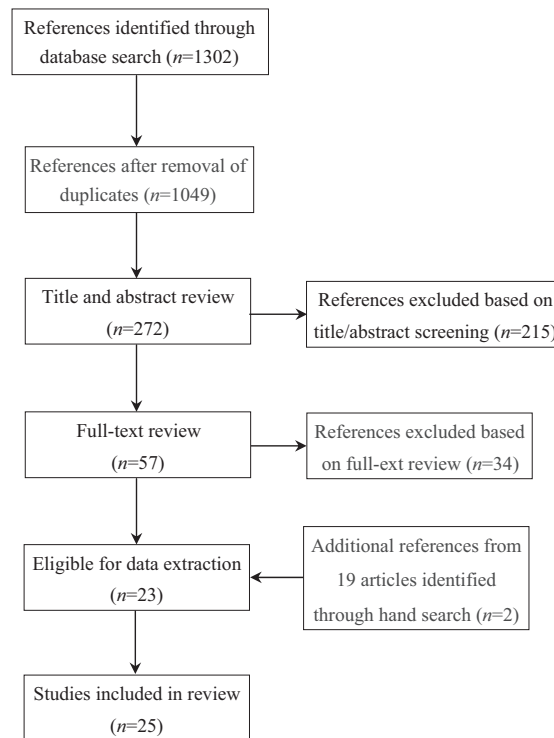 References identified through
database search (n=1302)
References after removal of
duplicates (n=1049)
Title and abstract review
(n=272)
References excluded based on
title/abstract screening (n=215)
Full-text review
(n=57)
References excluded based
on full-ext review (n=34)
Eligible for data extraction
(n=23)
Additional references from
19 articles identified
through hand search (n=2)
Studies included in review
(n=25)